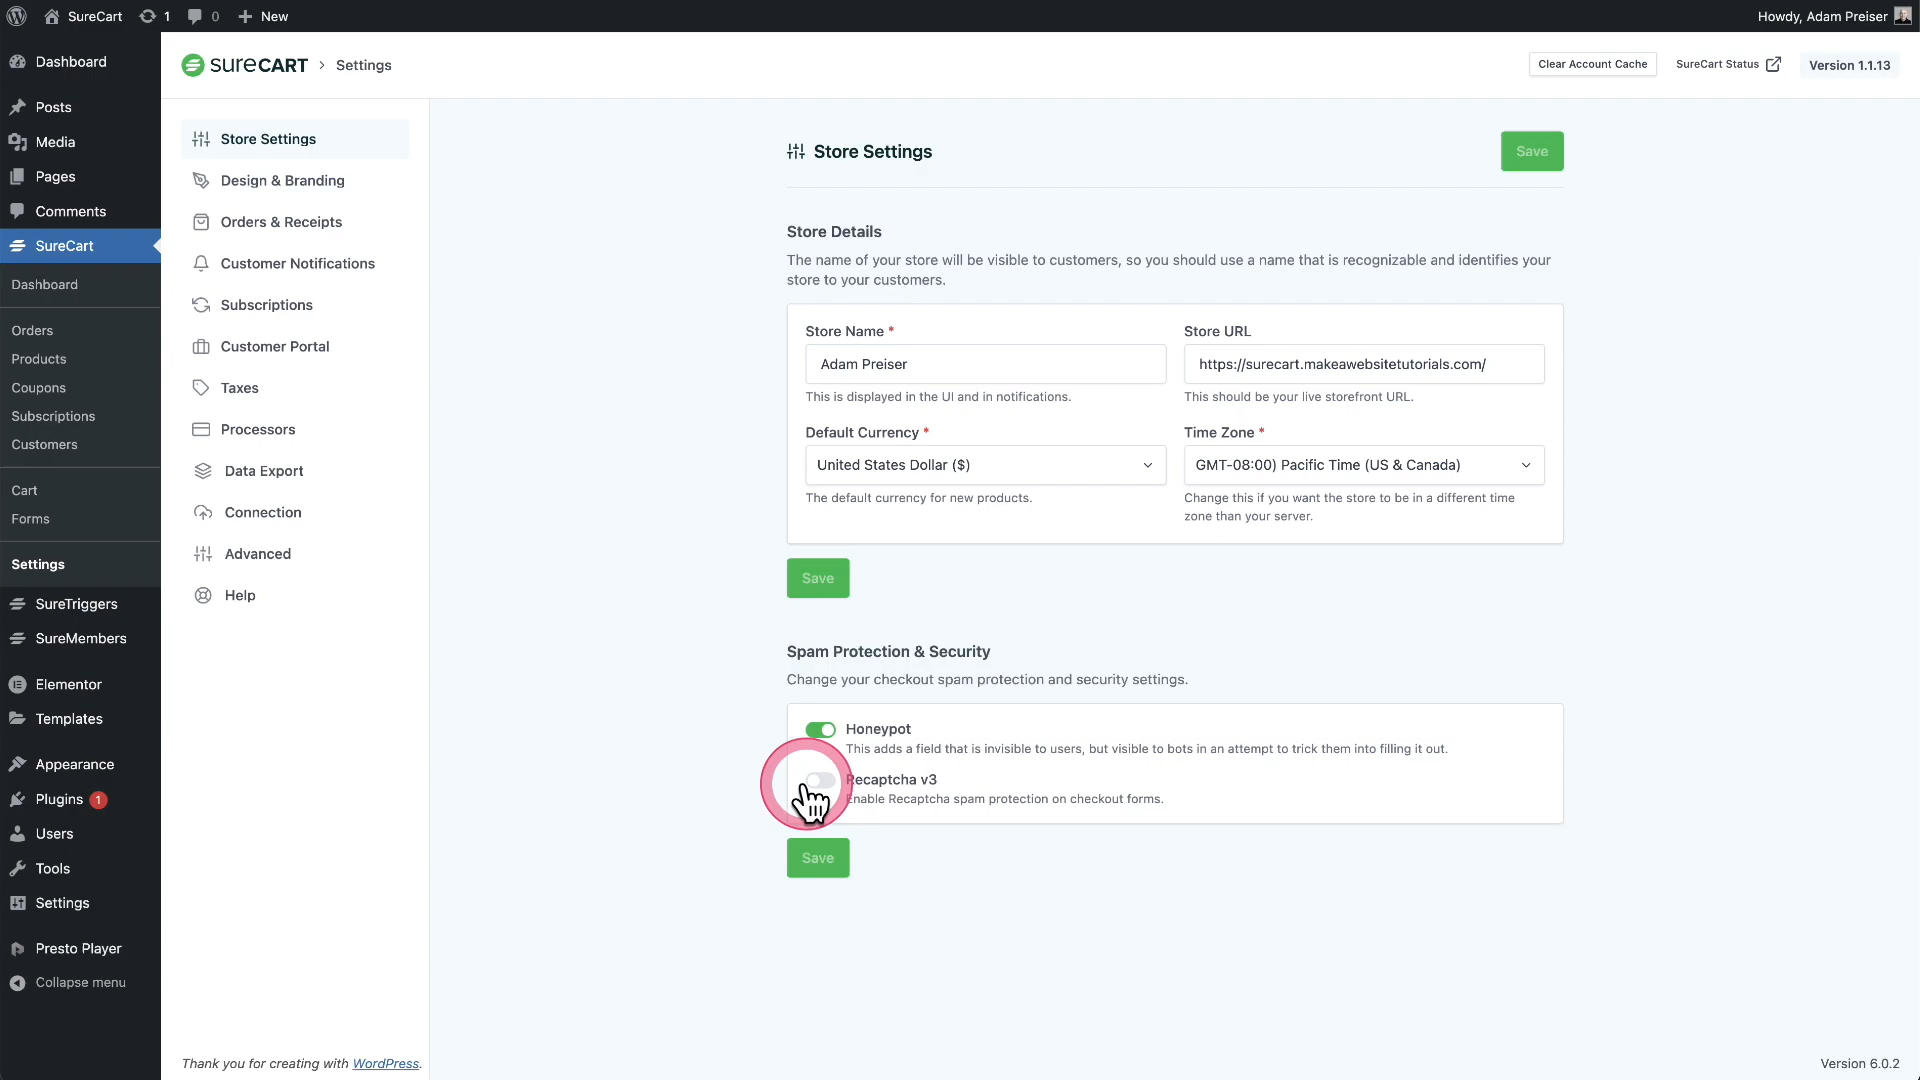 SureCart
1
0
New
Howdy, Adam Preiser
Dashboard
Posts
Media
Pages
Comments
SureCart
Dashboard
Orders
Products
Coupons
Subscriptions
Customers
Cart
Forms
Settings
SureTriggers
SureMembers
Elementor
Templates
Appearance
Plugins 1
Users
Tools
Settings
Presto Player
Collapse menu
SURECART > Settings
Clear Account Cache
SureCart Status
Version 1.1.13
Store Settings
Design & Branding
Orders & Receipts
Customer Notifications
Subscriptions
Customer Portal
Taxes
Processors
Data Export
Connection
Advanced
Help
Store Settings
Save
Store Details
The name of your store will be visible to customers, so you should use a name that is recognizable and identifies your
store to your customers.
Store Name *
Adam Preiser
This is displayed in the UI and in notifications.
Store URL
https://surecart.makeawebsitetutorials.com/
This should be your live storefront URL.
Default Currency *
United States Dollar ($)
The default currency for new products.
Time Zone *
GMT-08:00) Pacific Time (US & Canada)
Change this if you want the store to be in a different time
zone than your server.
Save
Spam Protection & Security
Change your checkout spam protection and security settings.
Honeypot
This adds a field that is invisible to users, but visible to bots in an attempt to trick them into filling it out.
Recaptcha v3
Enable Recaptcha spam protection on checkout forms.
Save
Thank you for creating with WordPress.
Version 6.0.2